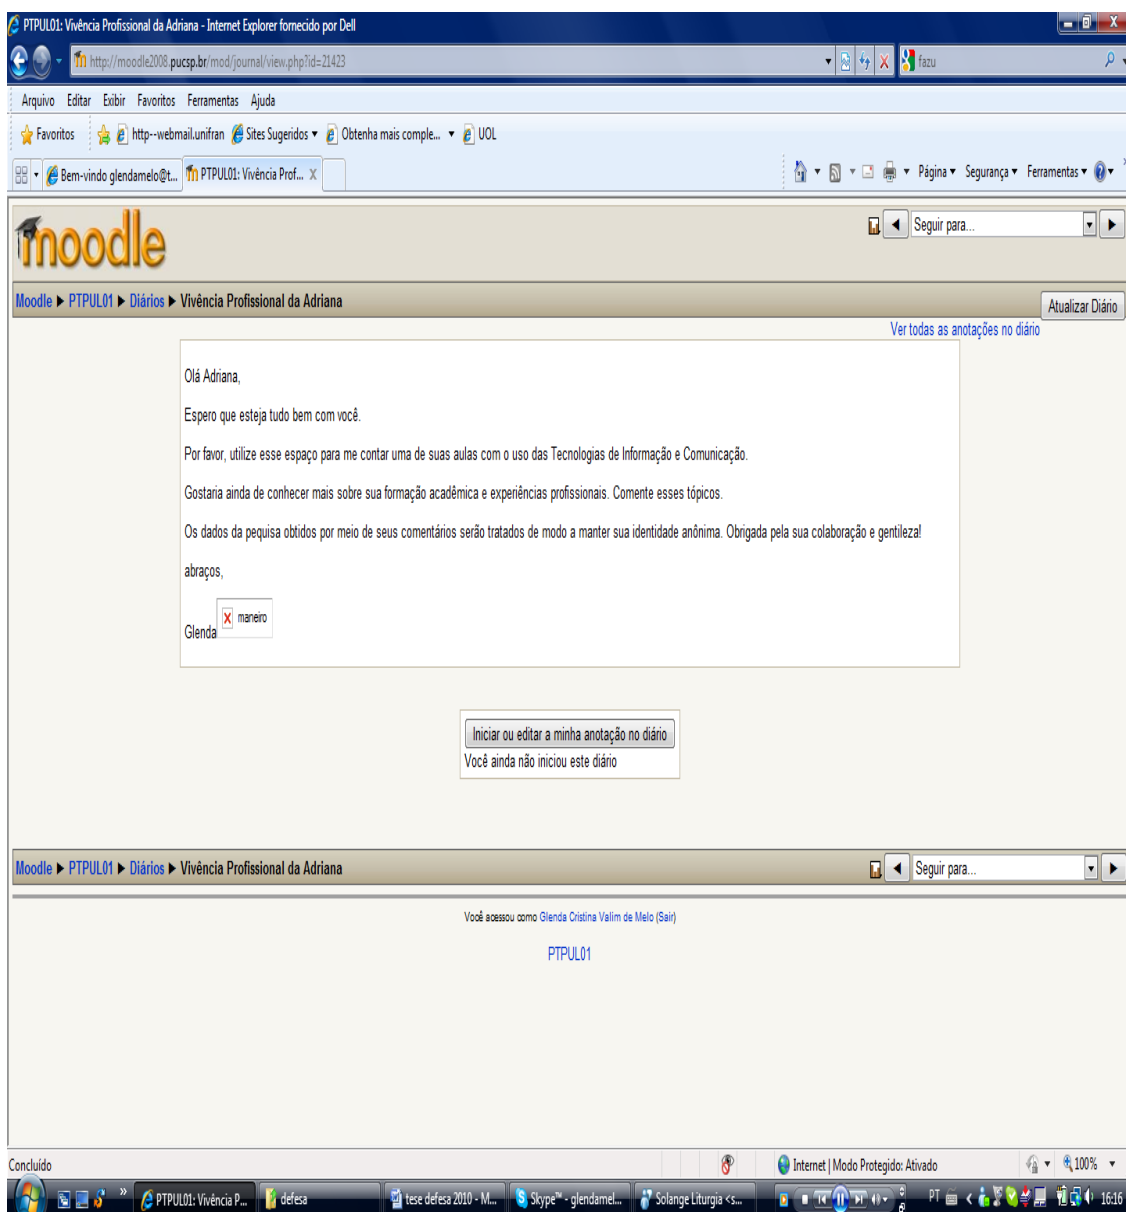 PTPUL01: Vivência Profissional da Adriana - Internet Explorer fornecido por Dell
http://moodle2008.pucsp.br/mod/journal/view.php?id=21423
fazu
Arquivo Editar Exibir Favoritos Ferramentas Ajuda
Favoritos http--webmail.unifran Sites Sugeridos Obtenha mais comple... UOL
Bem-vindo glendamelo@t... PTPUL01: Vivência Prof... X
Página Segurança Ferramentas
moodle
Seguir para...
Moodle ► PTPUL01 ► Diários ► Vivência Profissional da Adriana
Atualizar Diário
Ver todas as anotações no diário
Olá Adriana,
Espero que esteja tudo bem com você.
Por favor, utilize esse espaço para me contar uma de suas aulas com o uso das Tecnologias de Informação e Comunicação.
Gostaria ainda de conhecer mais sobre sua formação acadêmica e experiências profissionais. Comente esses tópicos.
Os dados da pequisa obtidos por meio de seus comentários serão tratados de modo a manter sua identidade anônima. Obrigada pela sua colaboração e gentileza!
abraços,
Glenda maneiro
Iniciar ou editar a minha anotação no diário
Você ainda não iniciou este diário
Moodle ► PTPUL01 ► Diários ► Vivência Profissional da Adriana
Seguir para...
Você acessou como Glenda Cristina Valim de Melo (Sair)
PTPUL01
Concluído
Internet | Modo Protegido: Ativado
100%
PTPUL01: Vivência P... defesa tese defesa 2010 - M... Skype™ - glendamel... Solange Liturgia <s... PT 16:16